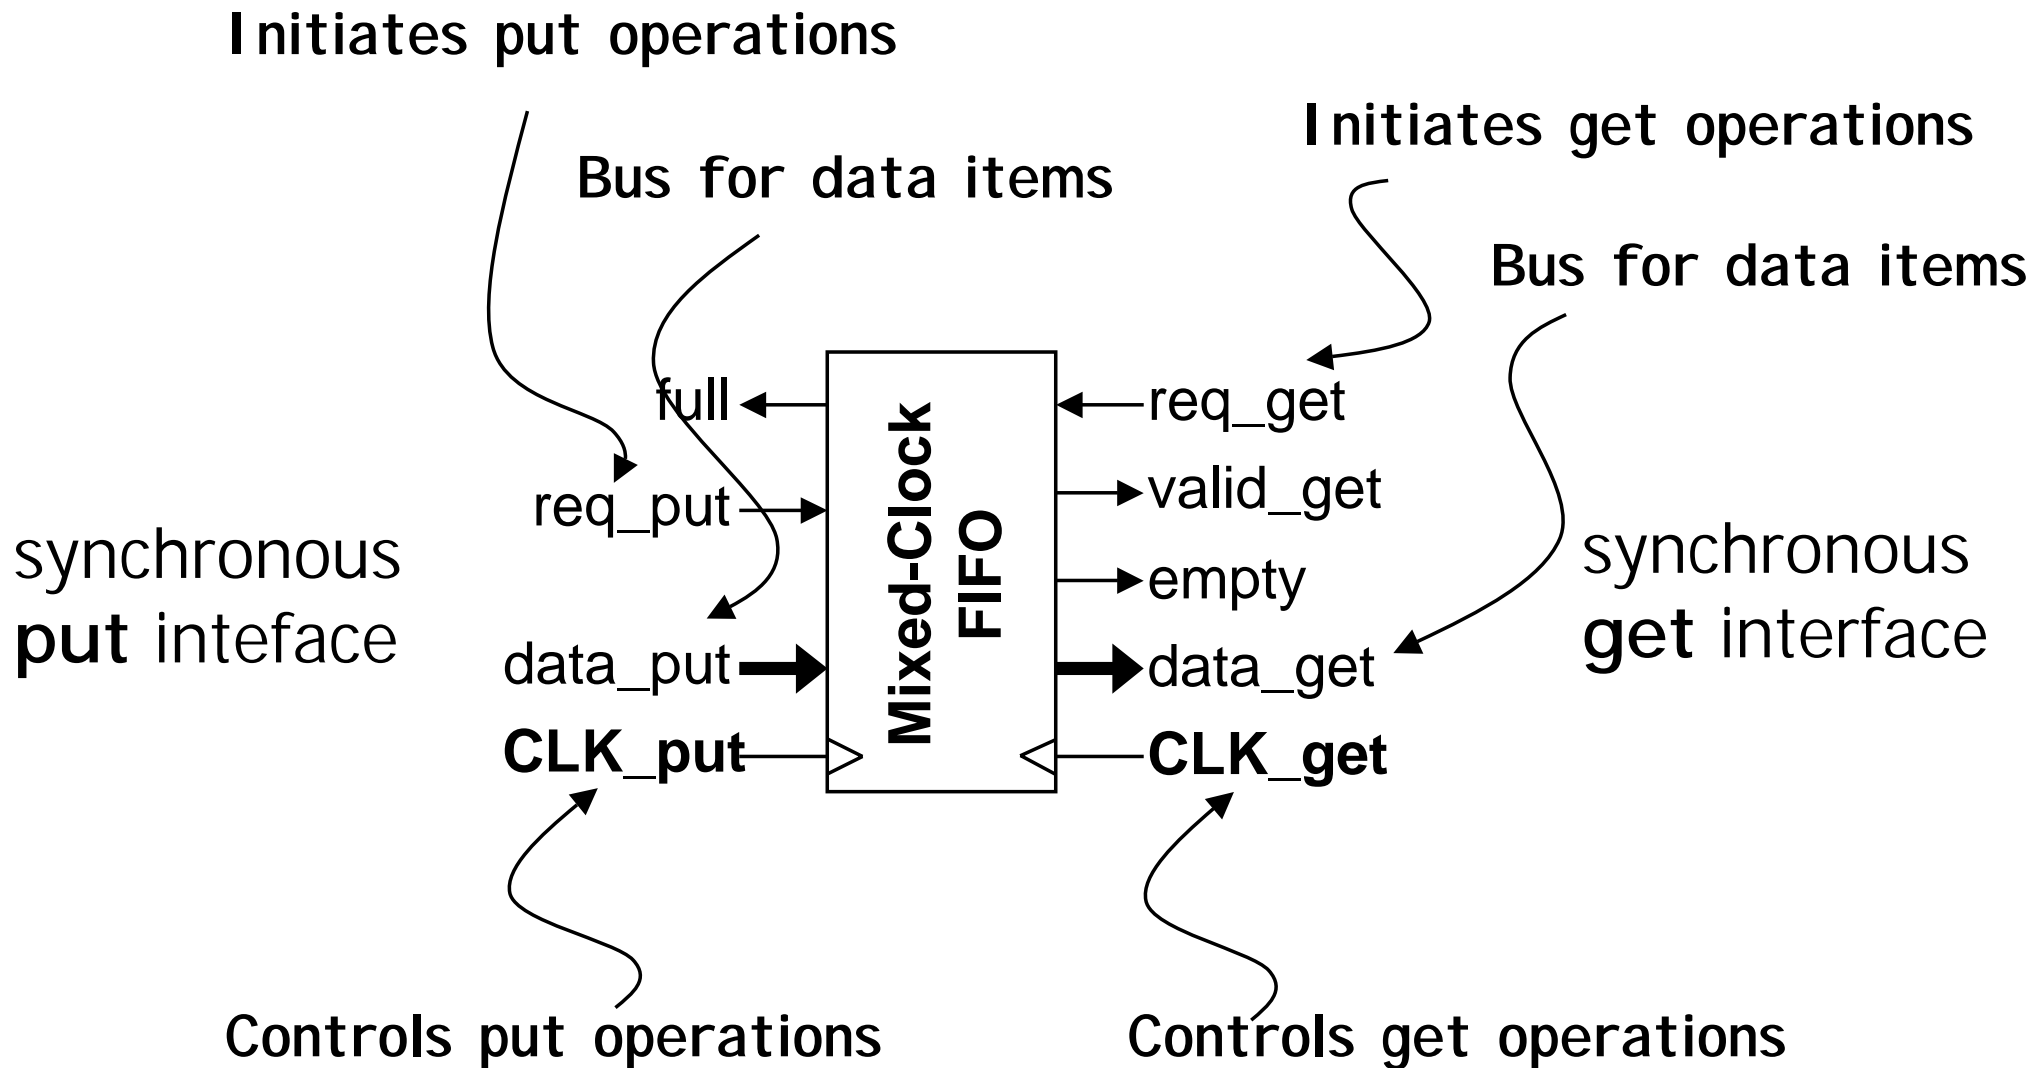 Initiates put operations
Initiates get operations
Bus for data items
Bus for data items
full
req_put
data_put
CLK_put
synchronous
put inteface
Mixed-Clock
FIFO
req_get
valid_get
empty
data_get
CLK_get
synchronous
get interface
Controls put operations
Controls get operations